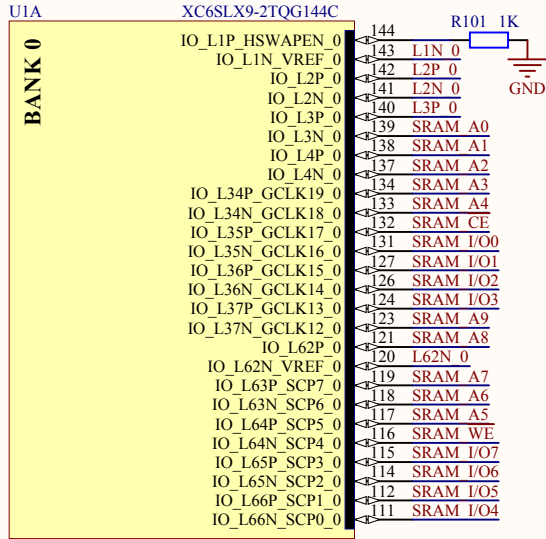 U1A XC6SLX9-2TQG144C
BANK 0
R101 1K
GND
IO_L1P_HSWAPEN_0 144
IO_L1N_VREF_0 143 L1N_0
IO_L2P_0 142 L2P_0
IO_L2N_0 141 L2N_0
IO_L3P_0 140 L3P_0
IO_L3N_0 139 SRAM_A0
IO_L4P_0 138 SRAM_A1
IO_L4N_0 137 SRAM_A2
IO_L34P_GCLK19_0 134 SRAM_A3
IO_L34N_GCLK18_0 133 SRAM_A4
IO_L35P_GCLK17_0 132 SRAM_CE
IO_L35N_GCLK16_0 131 SRAM_I/O0
IO_L36P_GCLK15_0 127 SRAM_I/O1
IO_L36N_GCLK14_0 126 SRAM_I/O2
IO_L37P_GCLK13_0 124 SRAM_I/O3
IO_L37N_GCLK12_0 123 SRAM_A9
IO_L62P_0 121 SRAM_A8
IO_L62N_VREF_0 120 L62N_0
IO_L63P_SCP7_0 119 SRAM_A7
IO_L63N_SCP6_0 118 SRAM_A6
IO_L64P_SCP5_0 117 SRAM_A5
IO_L64N_SCP4_0 116 SRAM_WE
IO_L65P_SCP3_0 115 SRAM_I/O7
IO_L65N_SCP2_0 114 SRAM_I/O6
IO_L66P_SCP1_0 112 SRAM_I/O5
IO_L66N_SCP0_0 111 SRAM_I/O4